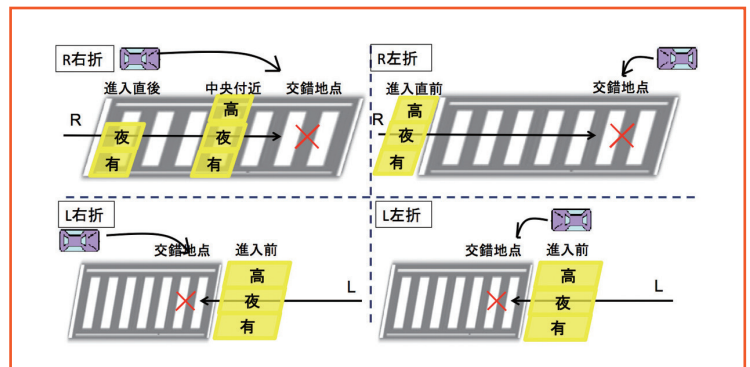 R右折
進入直後 中央付近 交錯地点
R
高
夜 夜
有 有
R左折
進入直前 交錯地点
R
高
夜
有
L右折
交錯地点 進入前
高
夜
有
L
L左折
交錯地点 進入前
高
夜
有
L